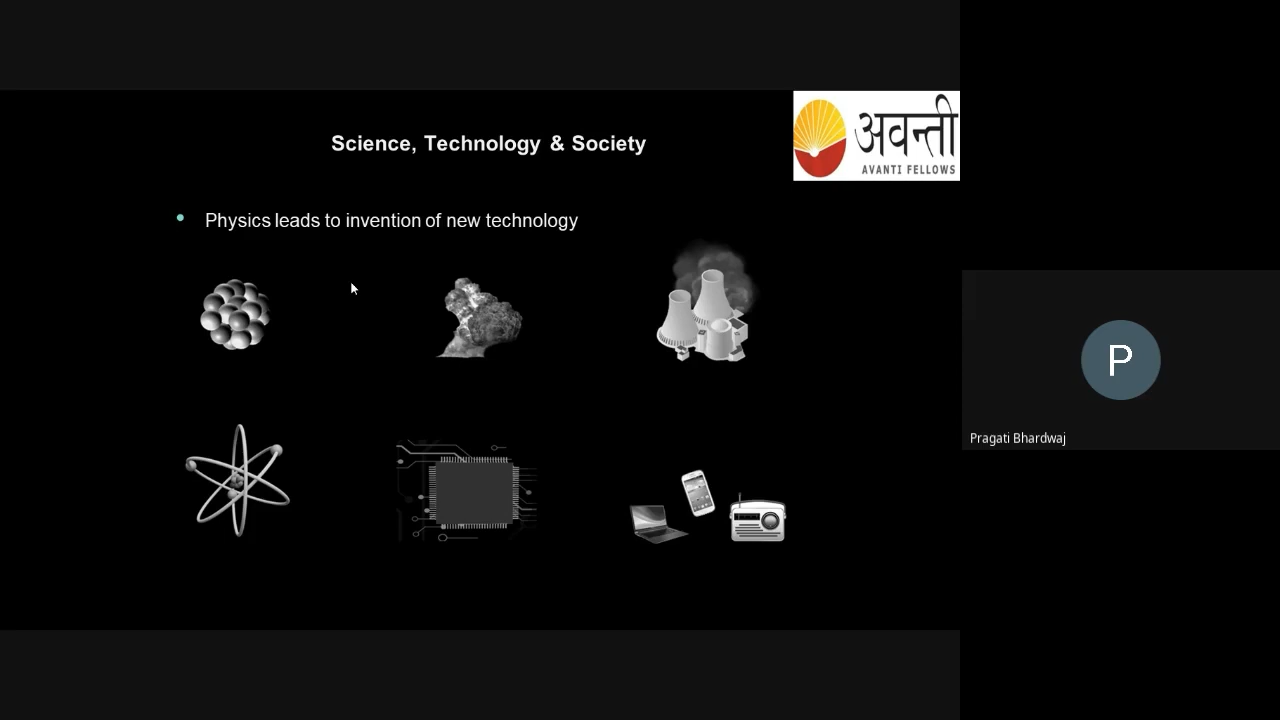 Science, Technology & Society
अवन्ती
AVANTI FELLOWS
Physics leads to invention of new technology
P
Pragati Bhardwaj